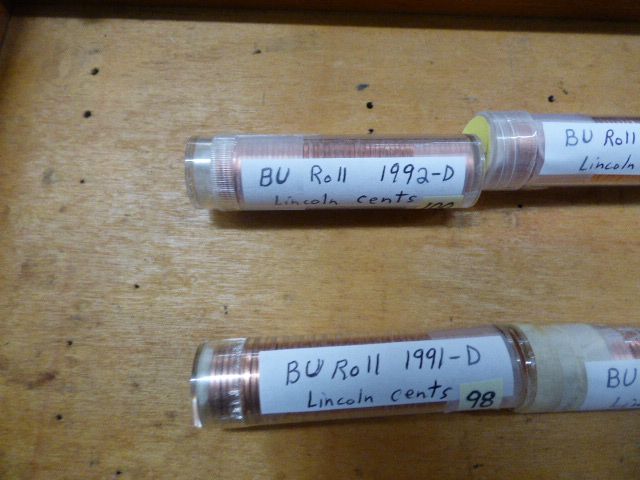 BU Roll 1992-D
Lincoln cents
BU Roll
Lincoln
BU Roll 1991-D
Lincoln cents 98
BU